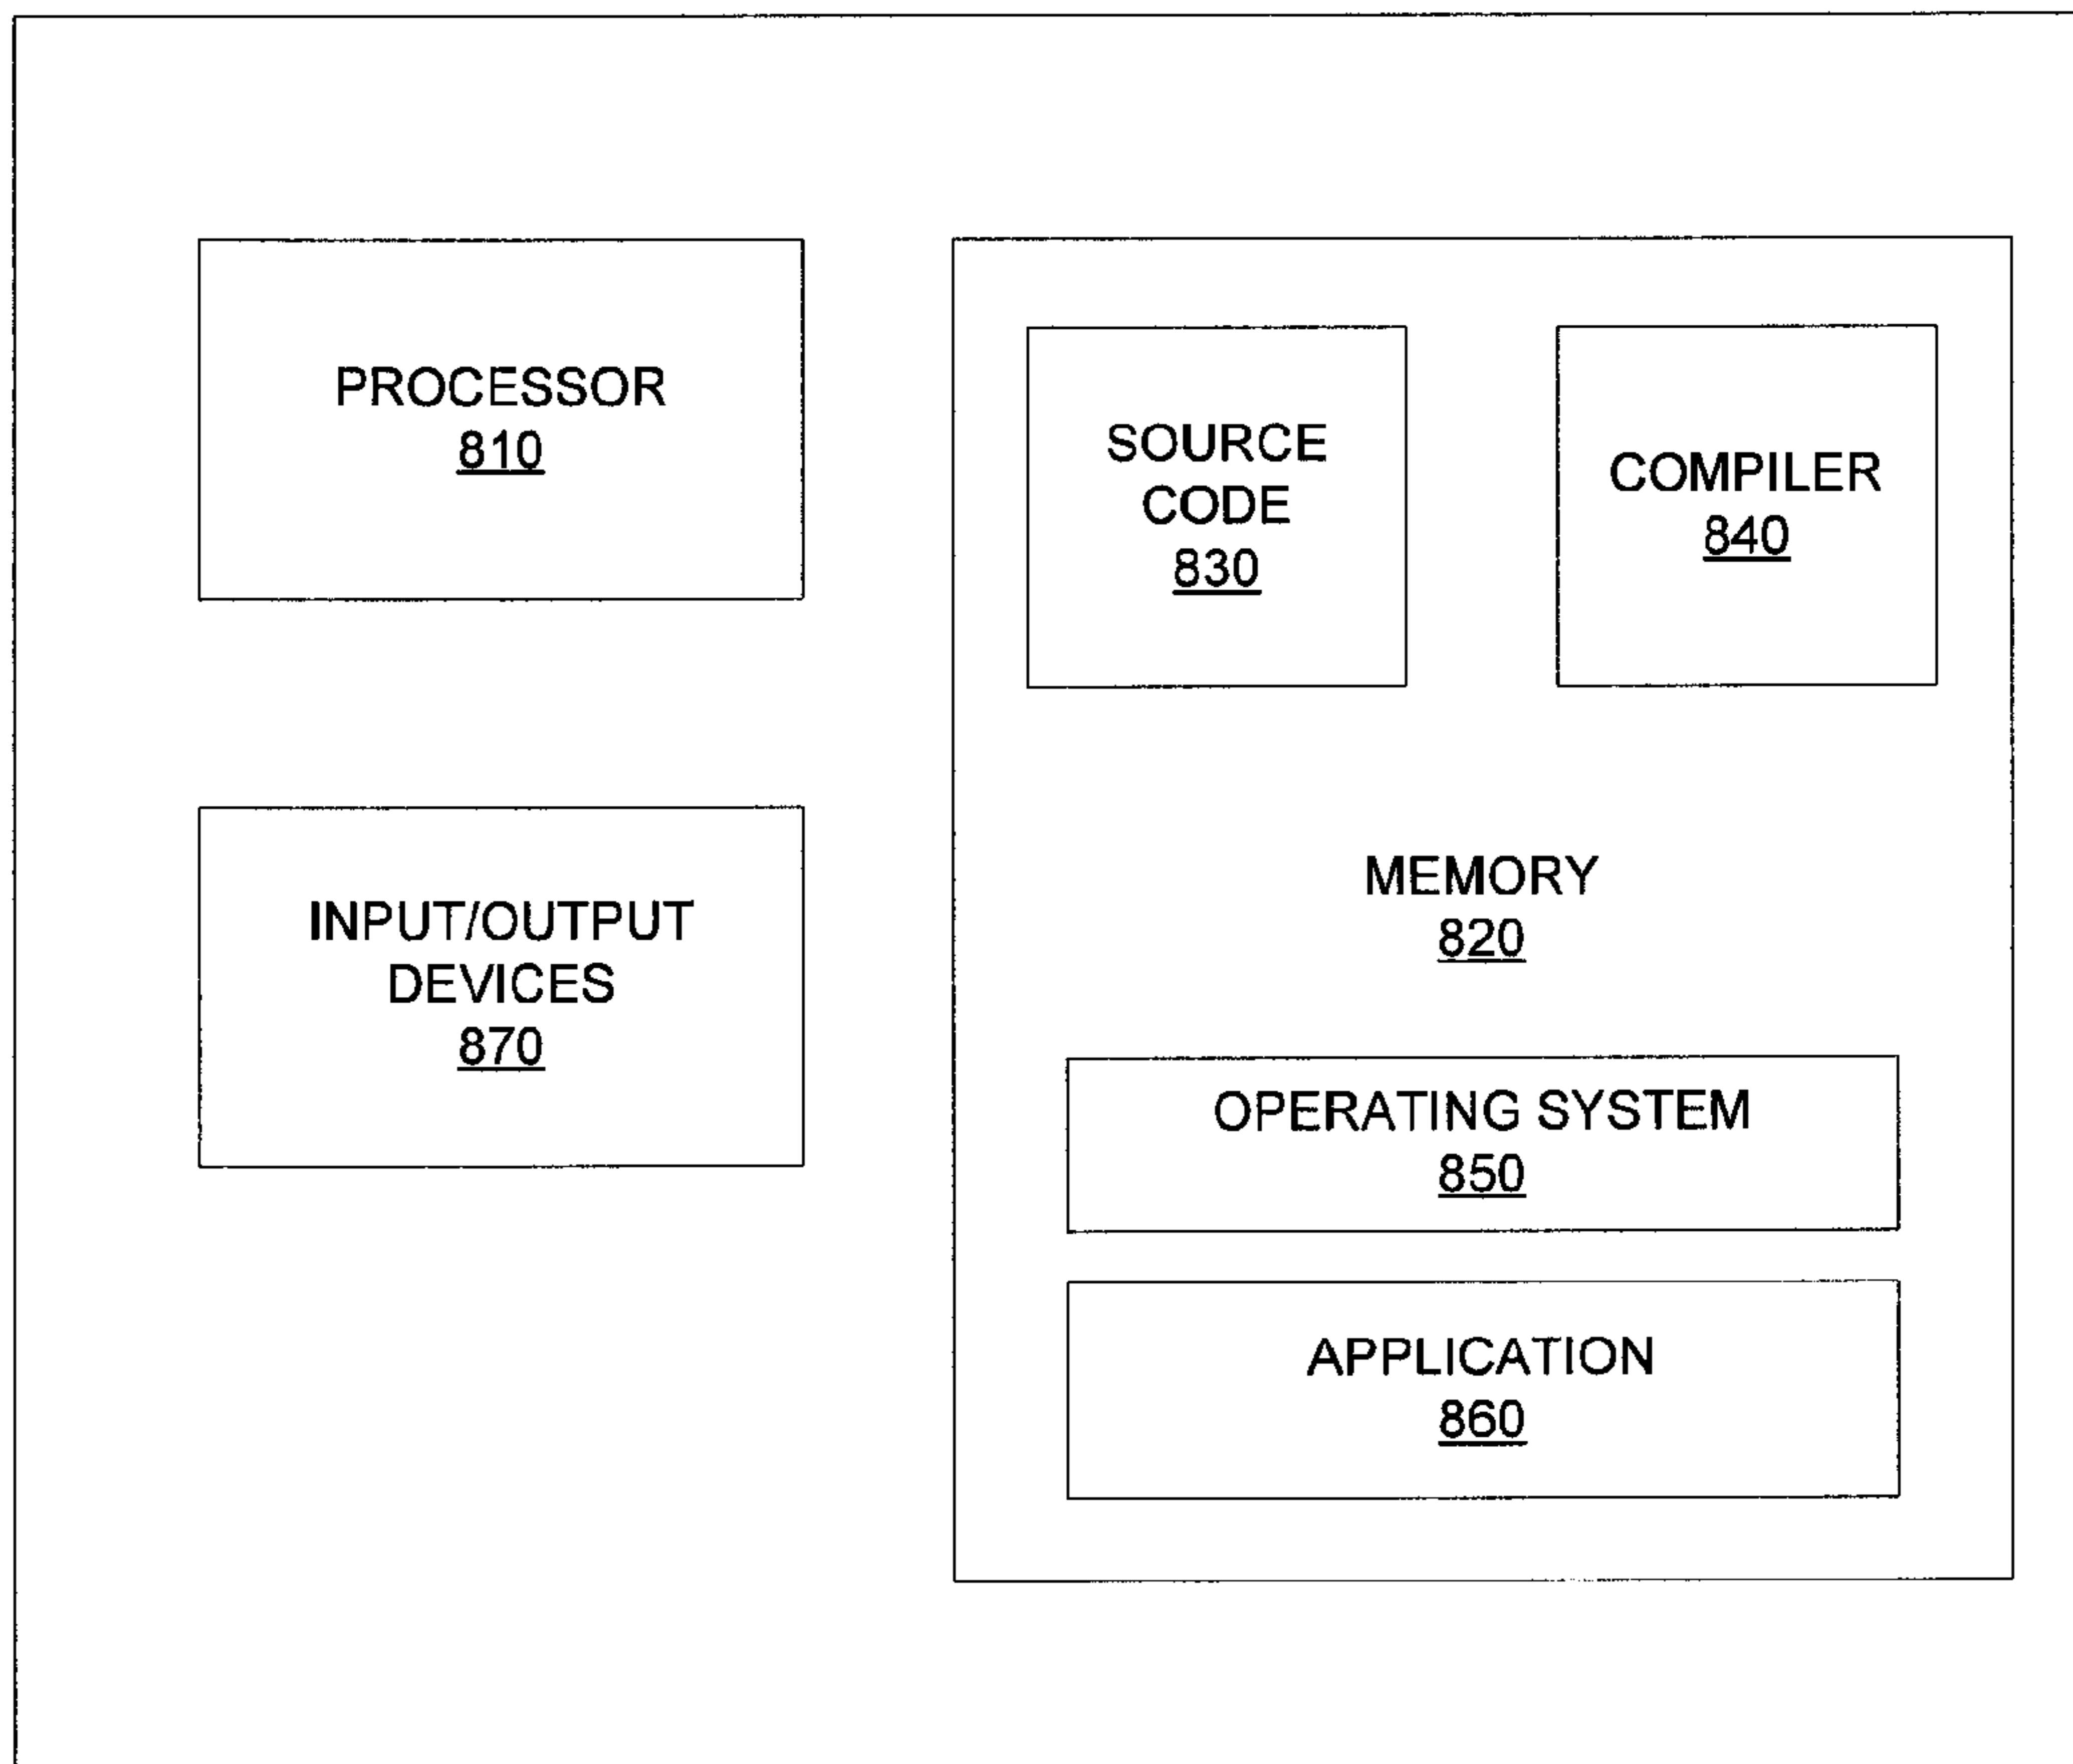 PROCESSOR
810
INPUT/OUTPUT
DEVICES
870
SOURCE
CODE
830
COMPILER
840
MEMORY
820
OPERATING SYSTEM
850
APPLICATION
860